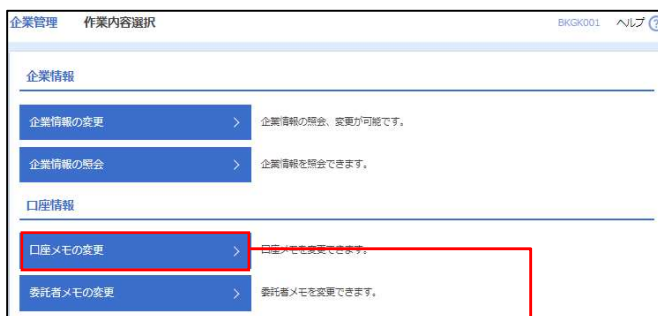 企業管理 作業内容選択 BKGK001 ヘルプ ?
企業情報
企業情報の変更 > 企業情報の照会、変更が可能です。
企業情報の照会 > 企業情報を照会できます。
口座情報
口座メモの変更 > 口座メモを変更できます。
委託者メモの変更 > 委託者メモを変更できます。